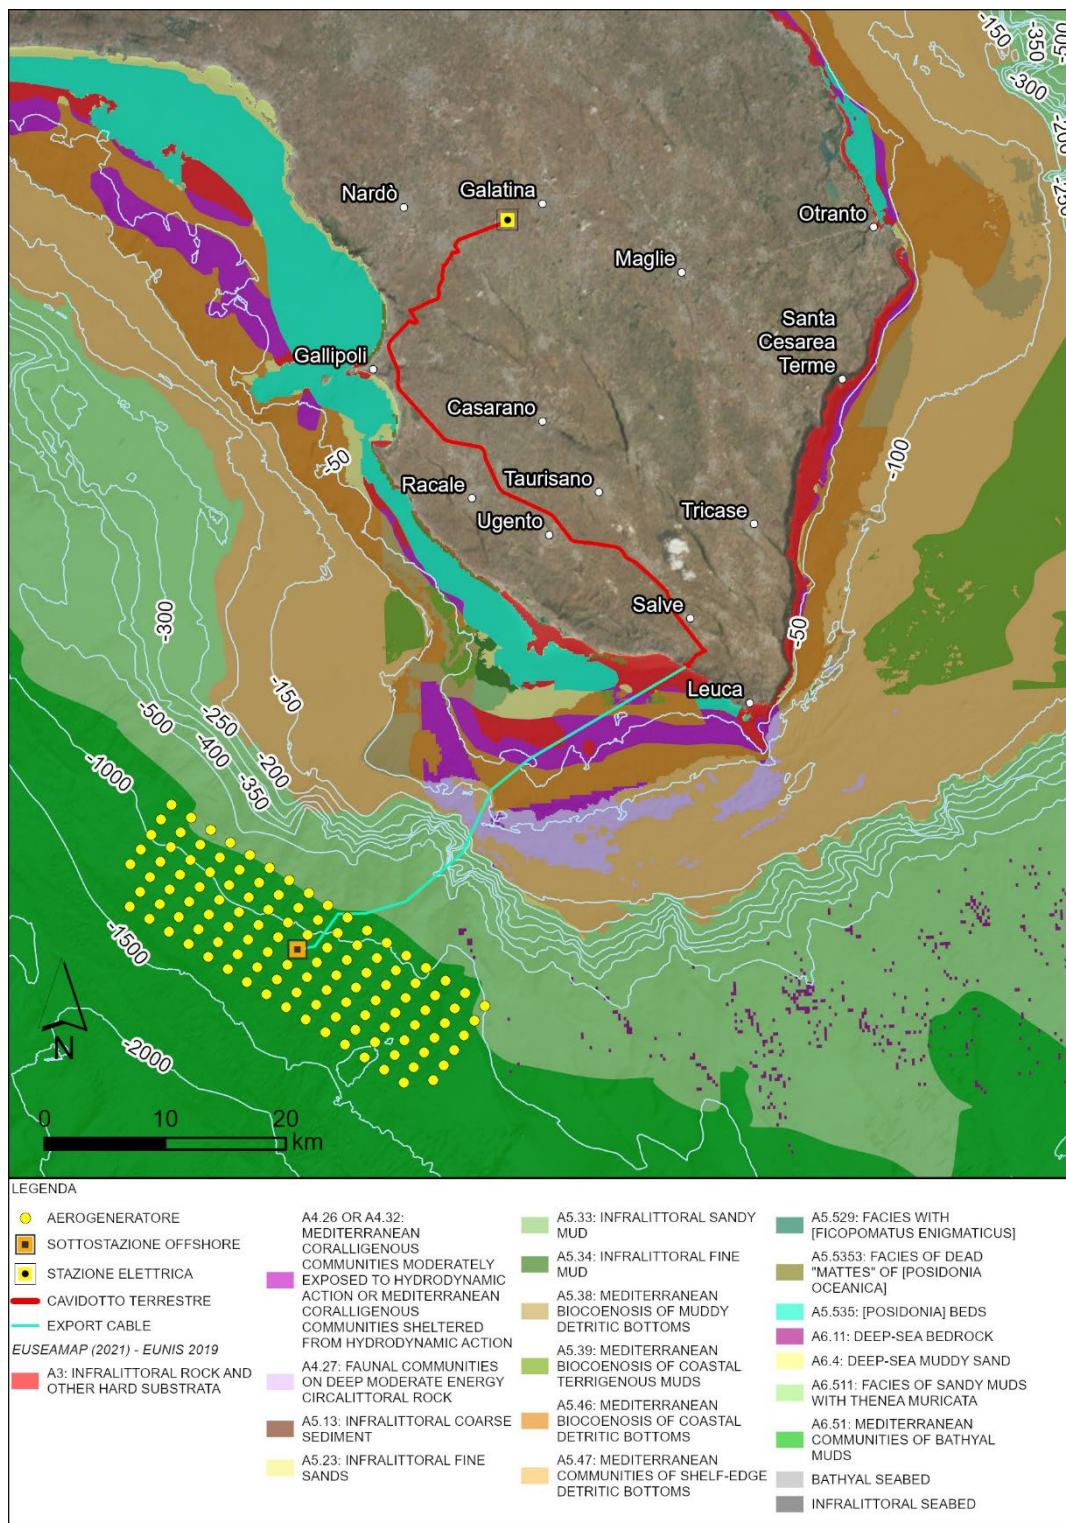 -150
-350
-500
-300
-200
-250
Nardò
Galatina
Otranto
Maglie
Santa
Cesarea
Terme
Gallipoli
Casarano
-50
-100
Racale
Taurisano
Ugento
Tricase
-300
Salve
-50
-150
Leuca
-500
-250
-400
-200
-350
-1000
-1500
N
-2000
0
10
20
km
LEGENDA
AEROGENERATORE
SOTTOSTAZIONE OFFSHORE
STAZIONE ELETTRICA
CAVIDOTTO TERRESTRE
EXPORT CABLE
EUSEAMAP (2021) - EUNIS 2019
A3: INFRALITTORAL ROCK AND
OTHER HARD SUBSTRATA
A4.26 OR A4.32:
MEDITERRANEAN
CORALLIGENOUS
COMMUNITIES MODERATELY
EXPOSED TO HYDRODYNAMIC
ACTION OR MEDITERRANEAN
CORALLIGENOUS
COMMUNITIES SHELTERED
FROM HYDRODYNAMIC ACTION
A4.27: FAUNAL COMMUNITIES
ON DEEP MODERATE ENERGY
CIRCALITTORAL ROCK
A5.13: INFRALITTORAL COARSE
SEDIMENT
A5.23: INFRALITTORAL FINE
SANDS
A5.33: INFRALITTORAL SANDY
MUD
A5.34: INFRALITTORAL FINE
MUD
A5.38: MEDITERRANEAN
BIOCOENOSIS OF MUDDY
DETRITIC BOTTOMS
A5.39: MEDITERRANEAN
BIOCOENOSIS OF COASTAL
TERRIGENOUS MUDS
A5.46: MEDITERRANEAN
BIOCOENOSIS OF COASTAL
DETRITIC BOTTOMS
A5.47: MEDITERRANEAN
COMMUNITIES OF SHELF-EDGE
DETRITIC BOTTOMS
A5.529: FACIES WITH
[FICOPOMATUS ENIGMATICUS]
A5.5353: FACIES OF DEAD
"MATTES" OF [POSIDONIA
OCEANICA]
A5.535: [POSIDONIA] BEDS
A6.11: DEEP-SEA BEDROCK
A6.4: DEEP-SEA MUDDY SAND
A6.511: FACIES OF SANDY MUDS
WITH THENEA MURICATA
A6.51: MEDITERRANEAN
COMMUNITIES OF BATHYAL
MUDS
BATHYAL SEABED
INFRALITTORAL SEABED